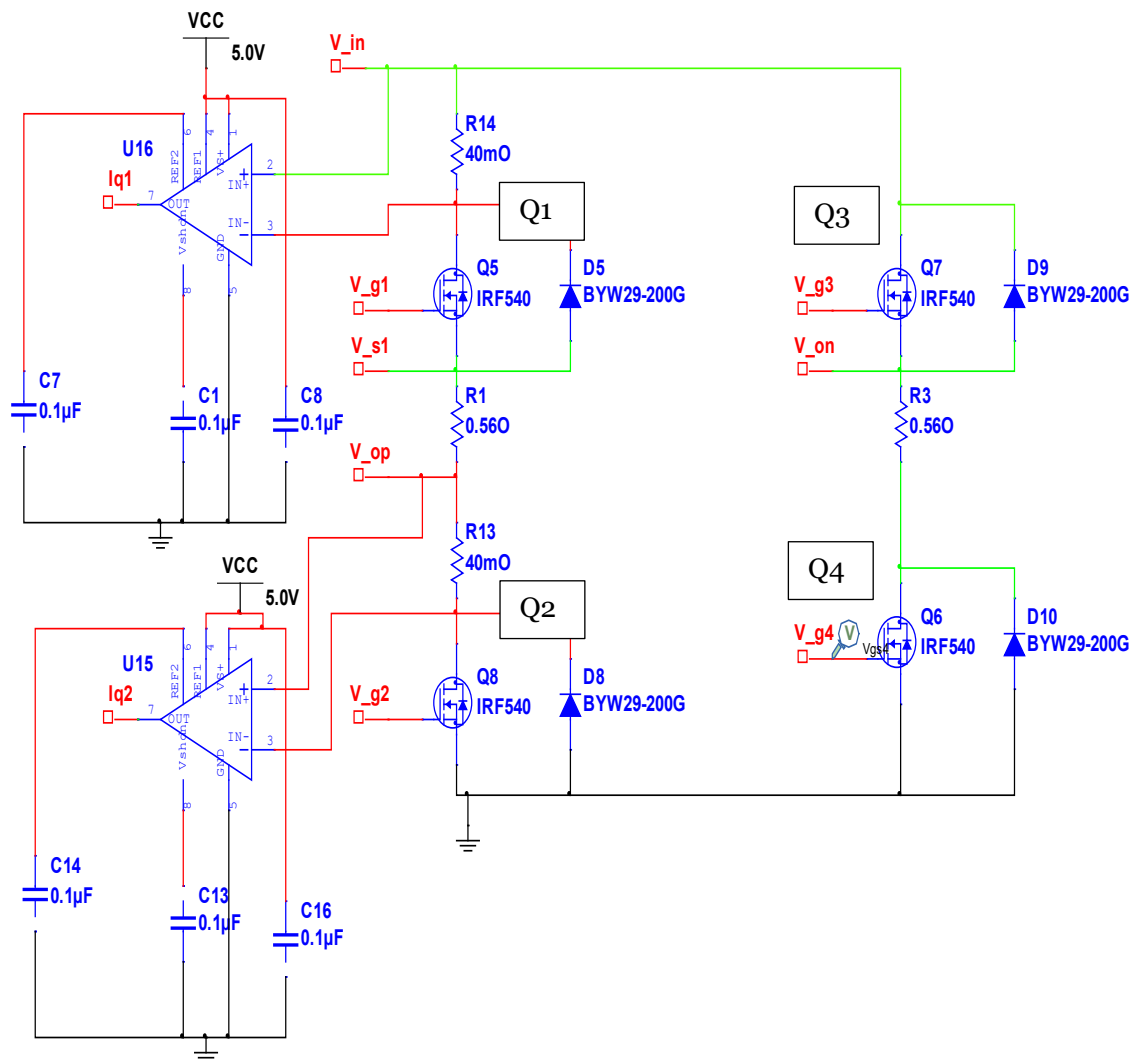 VCC
5.0V
V_in
R14
40mO
U16
6
4
1
REF2
REF1
VS+
2
+
IN+
Iq1
7
OUT
IN-
3
Vshdn
GND
8
5
Q1
Q3
Q5
IRF540
D5
BYW29-200G
Q7
IRF540
D9
BYW29-200G
V_g1
V_g3
V_s1
V_on
C7
0.1µF
C1
0.1µF
C8
0.1µF
R1
0.56O
R3
0.56O
V_op
R13
40mO
VCC
5.0V
Q2
Q4
U15
6
4
1
REF2
REF1
VS+
2
+
IN+
Iq2
7
OUT
IN-
3
Vshdn
GND
8
5
V_g4
V
Vgs4
Q6
IRF540
D10
BYW29-200G
V_g2
Q8
IRF540
D8
BYW29-200G
C14
0.1µF
C13
0.1µF
C16
0.1µF